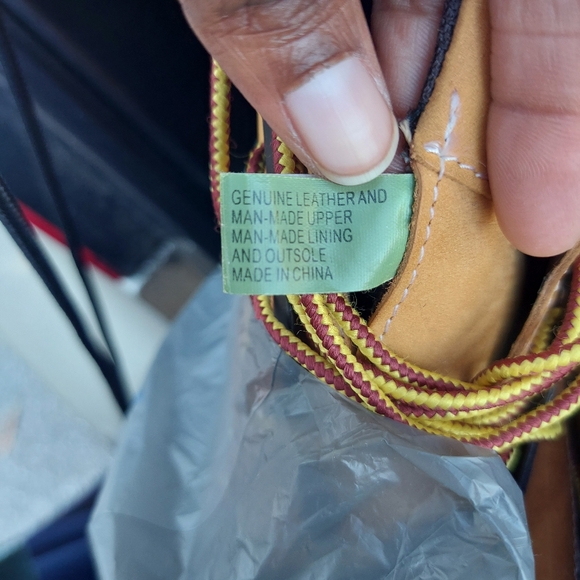 GENUINE LEATHER AND
MAN-MADE UPPER
MAN-MADE LINING
AND OUTSOLE
MADE IN CHINA